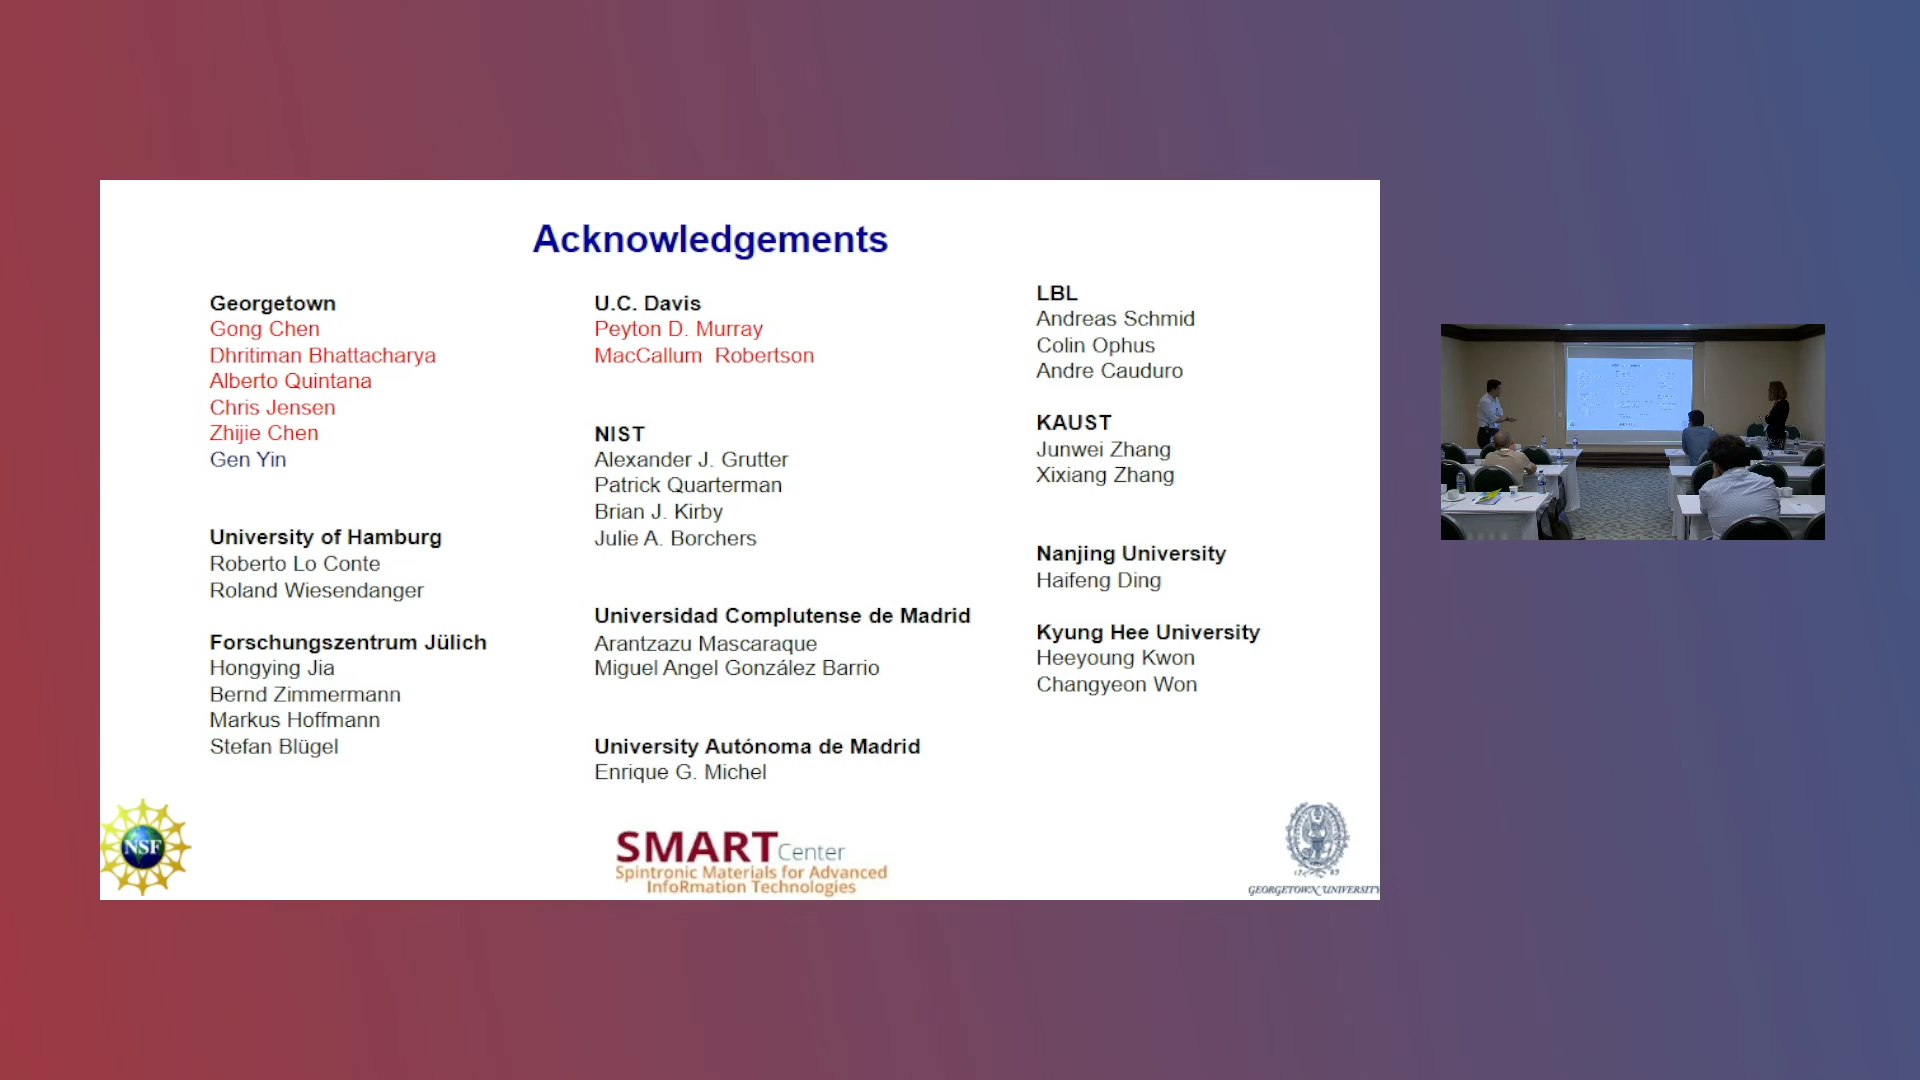 Acknowledgements
Georgetown
Gong Chen
Dhritiman Bhattacharya
Alberto Quintana
Chris Jensen
Zhijie Chen
Gen Yin
University of Hamburg
Roberto Lo Conte
Roland Wiesendanger
Forschungszentrum Jülich
Hongying Jia
Bernd Zimmermann
Markus Hoffmann
Stefan Blügel
U.C. Davis
Peyton D. Murray
MacCallum Robertson
NIST
Alexander J. Grutter
Patrick Quarterman
Brian J. Kirby
Julie A. Borchers
Universidad Complutense de Madrid
Arantzazu Mascaraque
Miguel Angel González Barrio
University Autónoma de Madrid
Enrique G. Michel
LBL
Andreas Schmid
Colin Ophus
Andre Cauduro
KAUST
Junwei Zhang
Xixiang Zhang
Nanjing University
Haifeng Ding
Kyung Hee University
Heeyoung Kwon
Changyeon Won
NSF
SMART Center
Spintronic Materials for Advanced
InfoRmation Technologies
17 89
GEORGETOWN UNIVERSITY